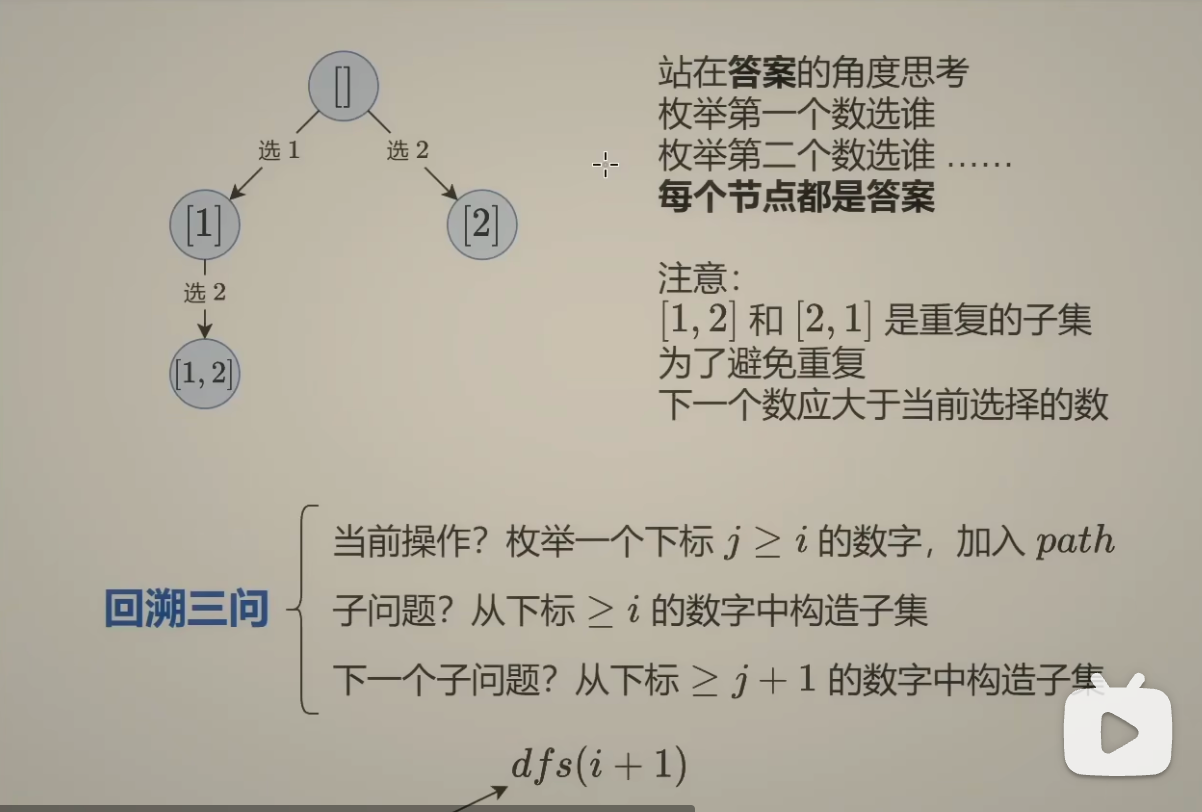 []
选 1
选 2
[1]
[2]
选 2
[1, 2]
站在答案的角度思考
枚举第一个数选谁
枚举第二个数选谁 ……
每个节点都是答案
注意：
[1, 2] 和 [2, 1] 是重复的子集
为了避免重复
下一个数应大于当前选择的数
回溯三问
当前操作？枚举一个下标 j ≥ i 的数字，加入 path
子问题？从下标 ≥ i 的数字中构造子集
下一个子问题？从下标 ≥ j + 1 的数字中构造子集
dfs(i + 1)